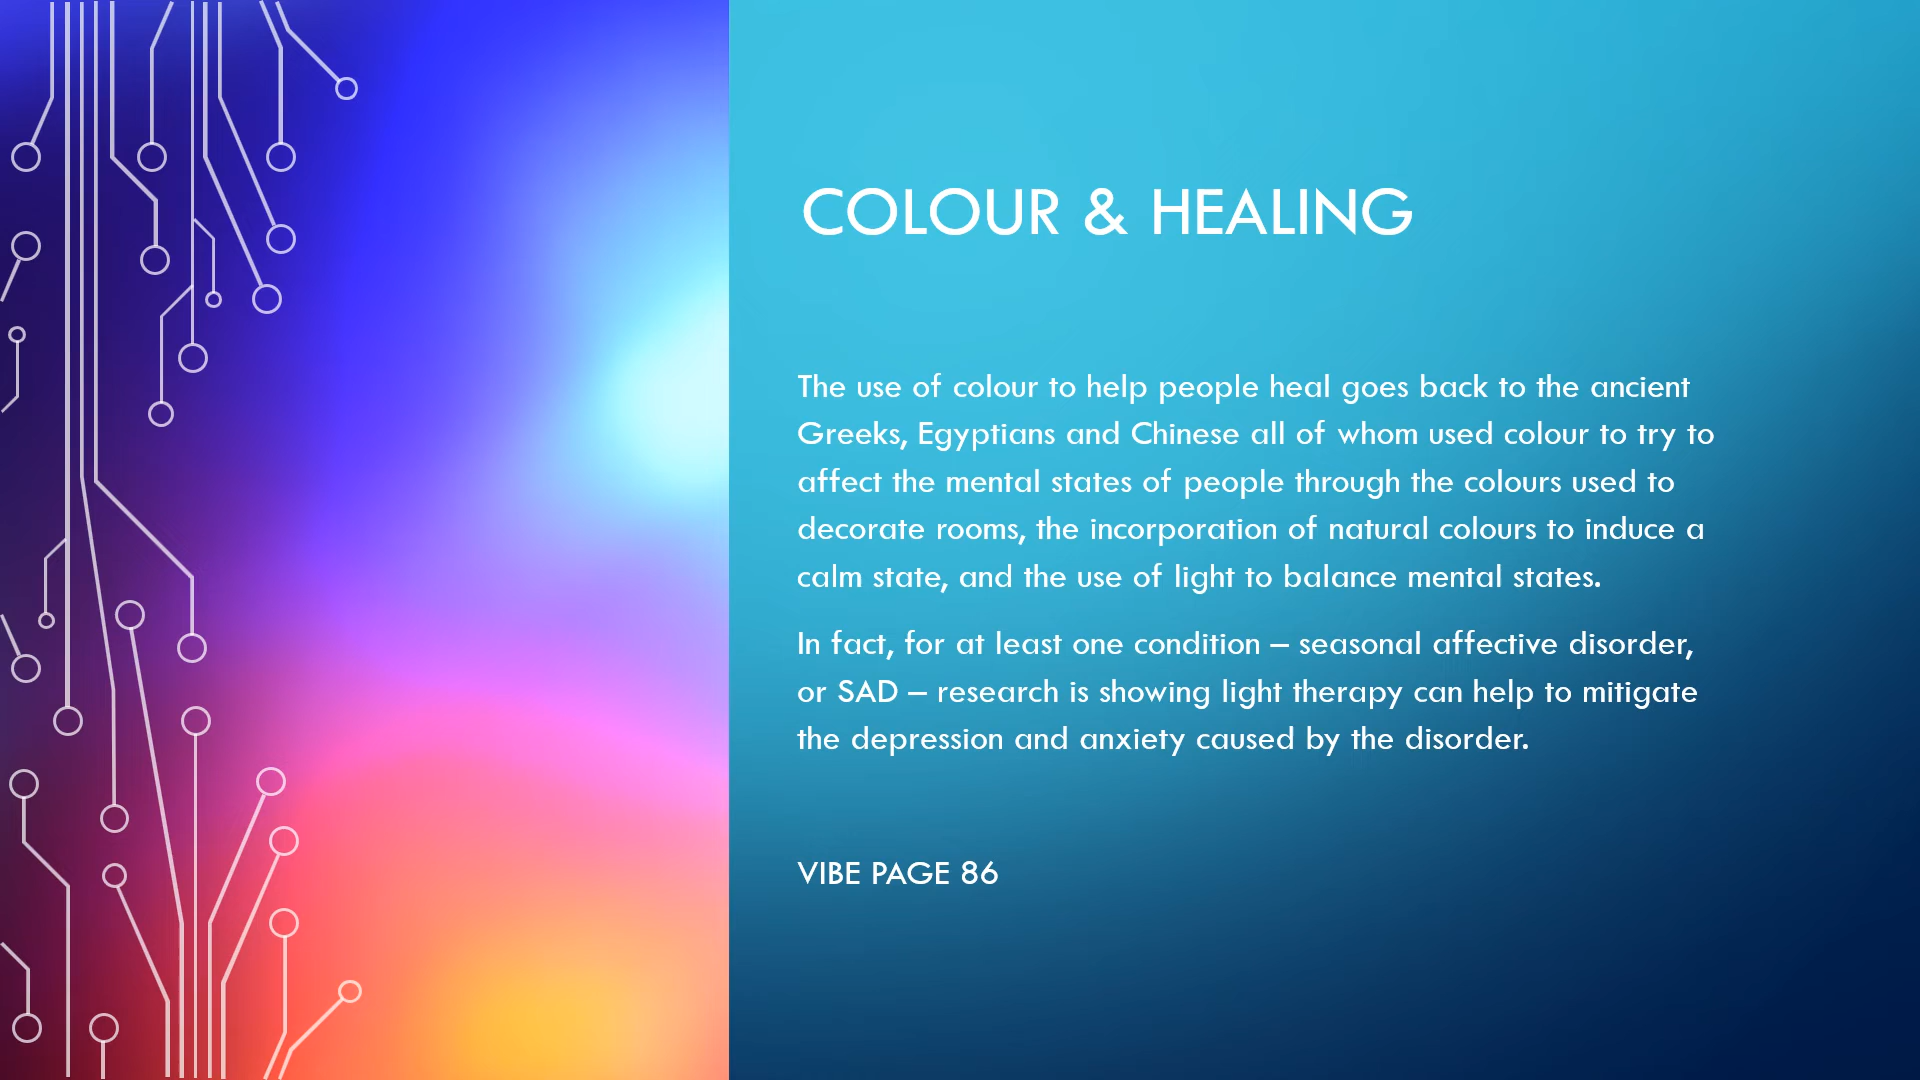 COLOUR & HEALING
The use of colour to help people heal goes back to the ancient
Greeks, Egyptians and Chinese all of whom used colour to try to
affect the mental states of people through the colours used to
decorate rooms, the incorporation of natural colours to induce a
calm state, and the use of light to balance mental states.
In fact, for at least one condition – seasonal affective disorder,
or SAD – research is showing light therapy can help to mitigate
the depression and anxiety caused by the disorder.
VIBE PAGE 86